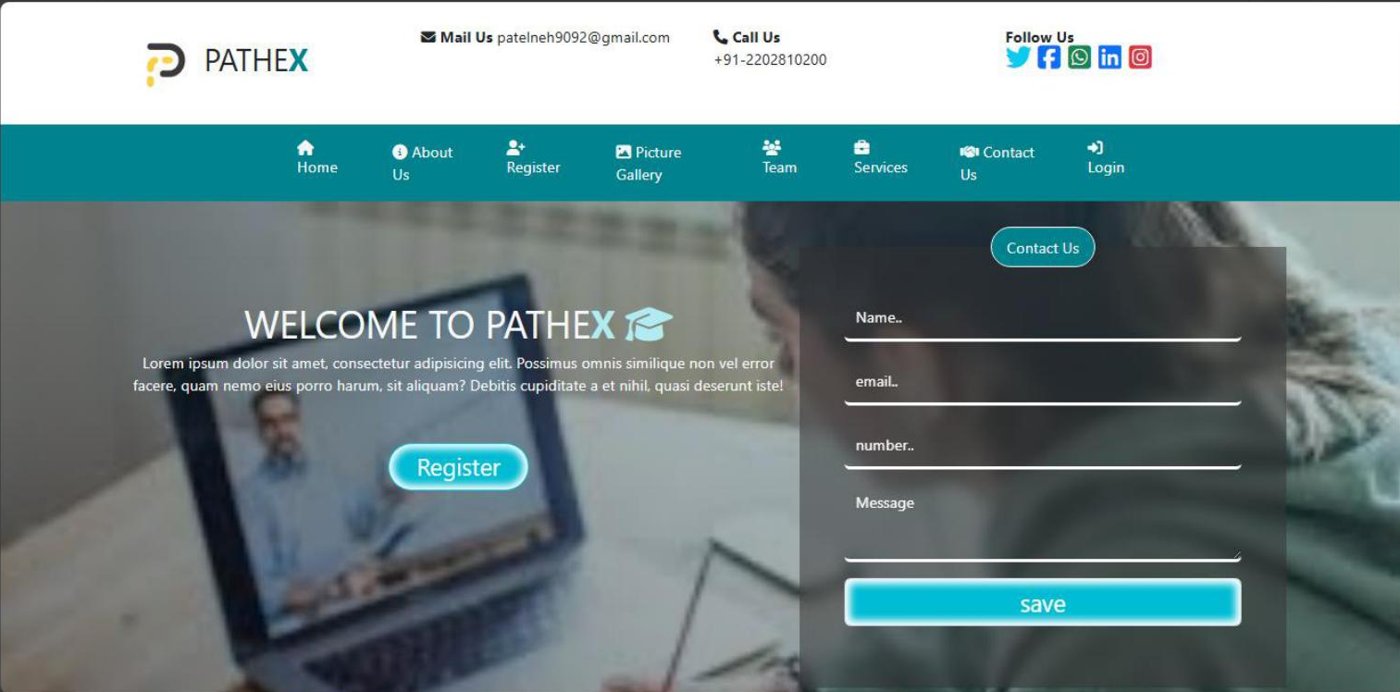 PATHEX
Mail Us patelneh9092@gmail.com
Call Us
+91-2202810200
Follow Us
Home
About
Us
Register
Picture
Gallery
Team
Services
Contact
Us
Login
Contact Us
WELCOME TO PATHEX
Lorem ipsum dolor sit amet, consectetur adipisicing elit. Possimus omnis similique non vel error
facere, quam nemo eius porro harum, sit aliquam? Debitis cupiditate a et nihil, quasi deserunt iste!
Register
Name..
email..
number..
Message
save